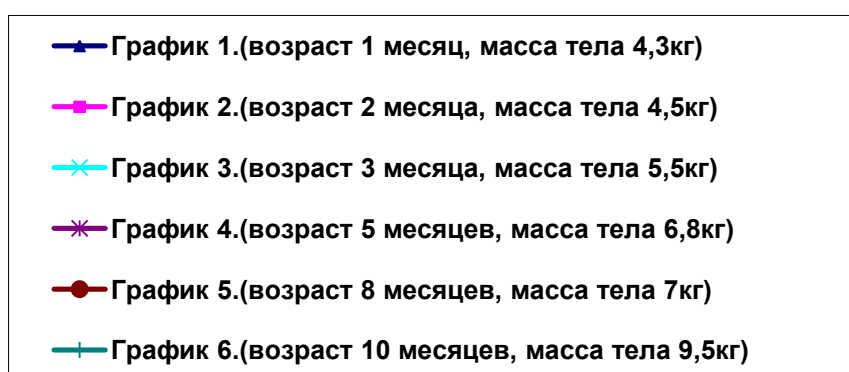 График 1.(возраст 1 месяц, масса тела 4,3кг)
График 2.(возраст 2 месяца, масса тела 4,5кг)
График 3.(возраст 3 месяца, масса тела 5,5кг)
График 4.(возраст 5 месяцев, масса тела 6,8кг)
График 5.(возраст 8 месяцев, масса тела 7кг)
График 6.(возраст 10 месяцев, масса тела 9,5кг)